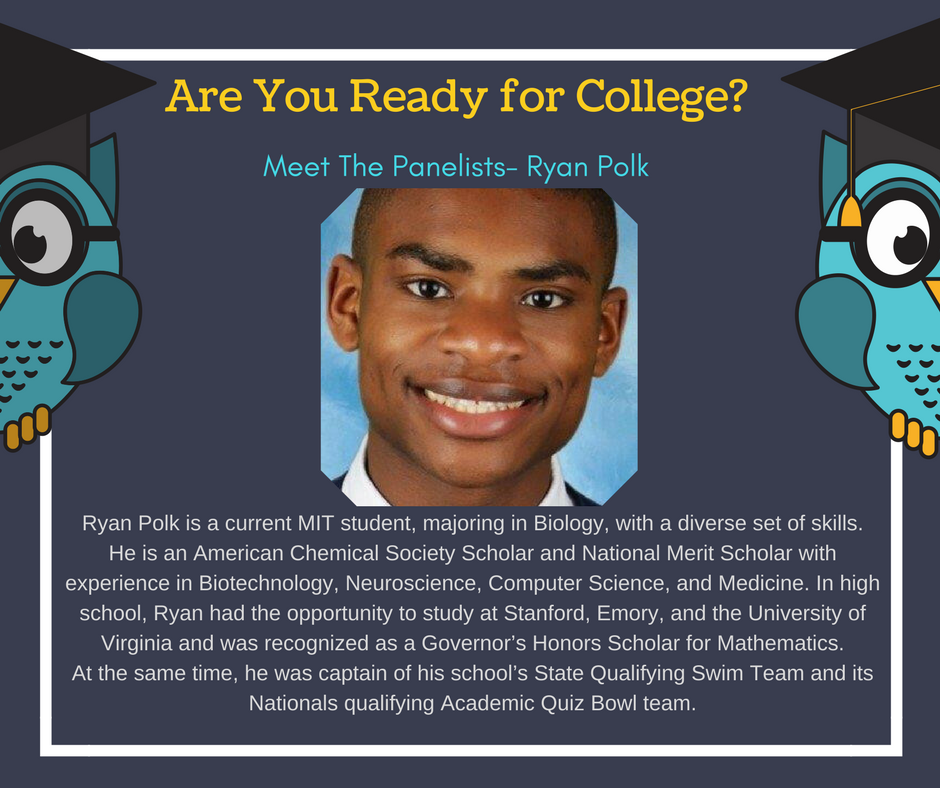 Are You Ready for College?
Meet The Panelists- Ryan Polk
Ryan Polk is a current MIT student, majoring in Biology, with a diverse set of skills.
He is an American Chemical Society Scholar and National Merit Scholar with
experience in Biotechnology, Neuroscience, Computer Science, and Medicine. In high
school, Ryan had the opportunity to study at Stanford, Emory, and the University of
Virginia and was recognized as a Governor’s Honors Scholar for Mathematics.
At the same time, he was captain of his school’s State Qualifying Swim Team and its
Nationals qualifying Academic Quiz Bowl team.